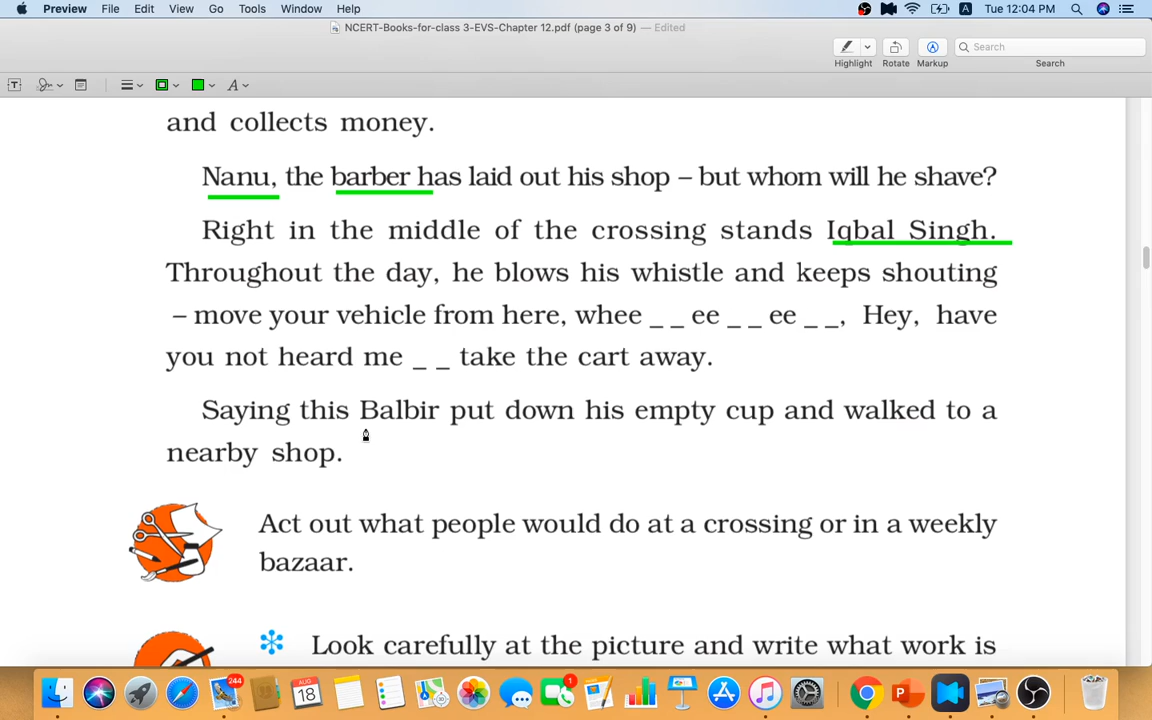 Preview File Edit View Go Tools Window Help A Tue 12:04 PM
NCERT-Books-for-class 3-EVS-Chapter 12.pdf (page 3 of 9) — Edited
Search
Highlight Rotate Markup Search
and collects money.
Nanu, the barber has laid out his shop – but whom will he shave?
Right in the middle of the crossing stands Iqbal Singh.
Throughout the day, he blows his whistle and keeps shouting
– move your vehicle from here, whee _ _ ee _ _ ee _ _, Hey, have
you not heard me _ _ take the cart away.
Saying this Balbir put down his empty cup and walked to a
nearby shop.
Act out what people would do at a crossing or in a weekly
bazaar.
Look carefully at the picture and write what work is
244
AUG
18
1